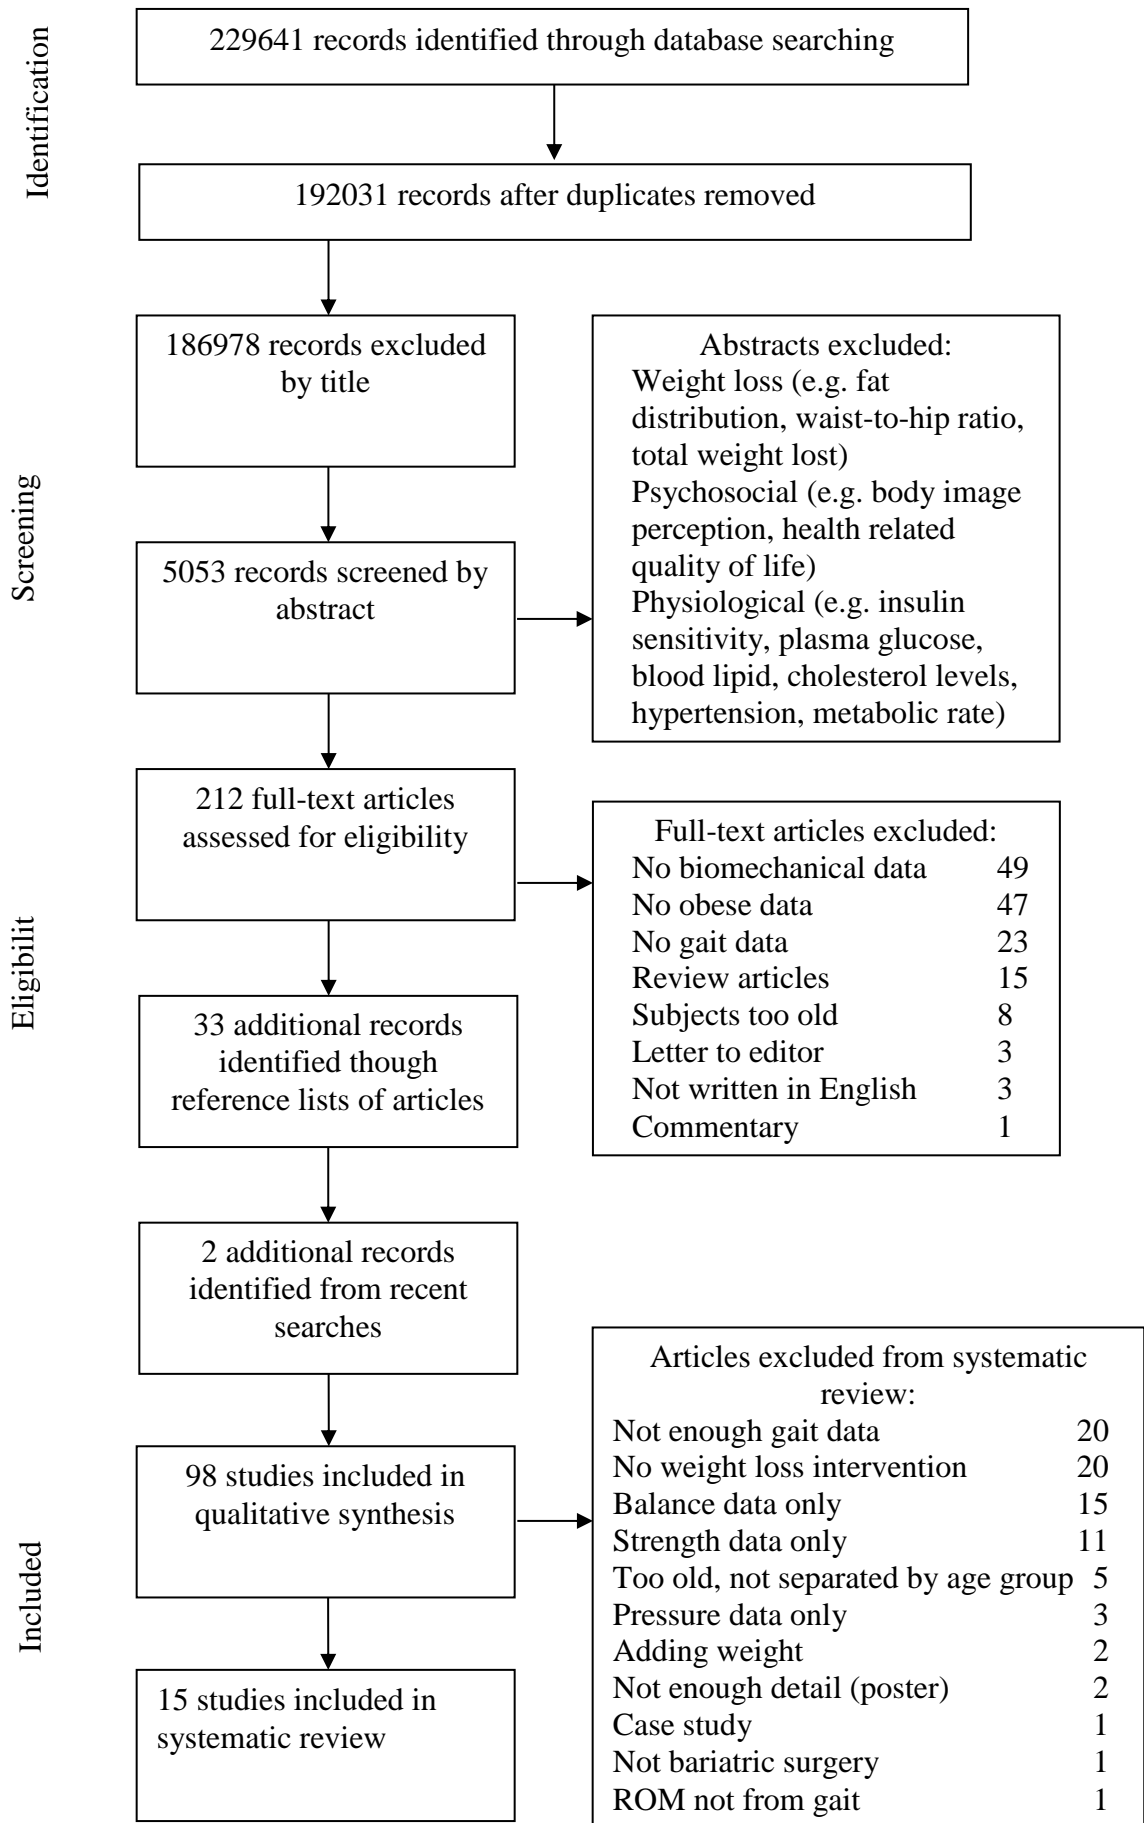 Identification
229641 records identified through database searching
192031 records after duplicates removed
Screening
186978 records excluded
by title
Abstracts excluded:
Weight loss (e.g. fat
distribution, waist-to-hip ratio,
total weight lost)
Psychosocial (e.g. body image
perception, health related
quality of life)
Physiological (e.g. insulin
sensitivity, plasma glucose,
blood lipid, cholesterol levels,
hypertension, metabolic rate)
5053 records screened by
abstract
Eligibilit
212 full-text articles
assessed for eligibility
Full-text articles excluded:
No biomechanical data 49
No obese data 47
No gait data 23
Review articles 15
Subjects too old 8
Letter to editor 3
Not written in English 3
Commentary 1
33 additional records
identified though
reference lists of articles
2 additional records
identified from recent
searches
Included
98 studies included in
qualitative synthesis
Articles excluded from systematic
review:
Not enough gait data 20
No weight loss intervention 20
Balance data only 15
Strength data only 11
Too old, not separated by age group 5
Pressure data only 3
Adding weight 2
Not enough detail (poster) 2
Case study 1
Not bariatric surgery 1
ROM not from gait 1
15 studies included in
systematic review